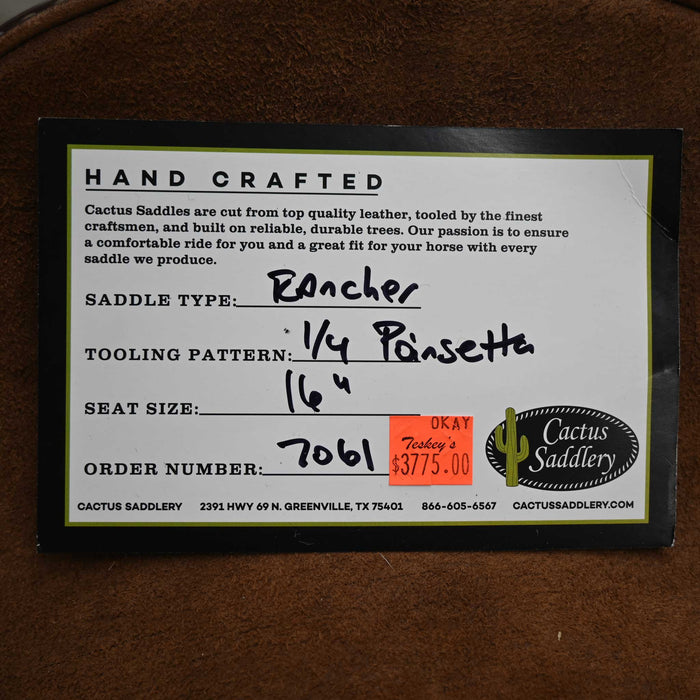 HAND CRAFTED
Cactus Saddles are cut from top quality leather, tooled by the finest
craftsmen, and built on reliable, durable trees. Our passion is to ensure
a comfortable ride for you and a great fit for your horse with every
saddle we produce.
SADDLE TYPE: Rancher
TOOLING PATTERN: 1/4 Poinsetta
SEAT SIZE: 16"
ORDER NUMBER: 7061
OKAY
Teskey's
$3775.00
Cactus
Saddlery
CACTUS SADDLERY 2391 HWY 69 N. GREENVILLE, TX 75401 866-605-6567 CACTUSSADDLERY.COM